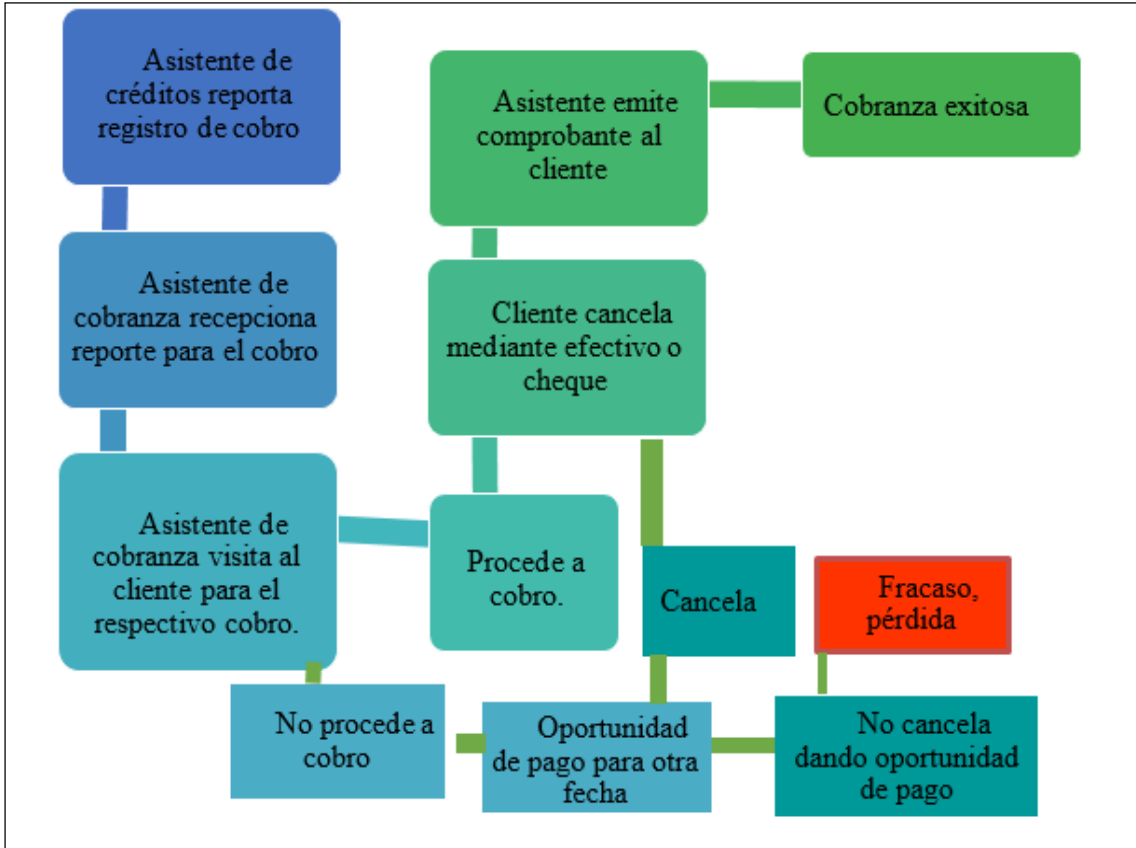 Asistente de
créditos reporta
registro de cobro
Asistente de
cobranza recepciona
reporte para el cobro
Asistente de
cobranza visita al
cliente para el
respectivo cobro.
Procede a
cobro.
Cliente cancela
mediante efectivo o
cheque
Asistente emite
comprobante al
cliente
Cobranza exitosa
No procede a
cobro
Oportunidad
de pago para otra
fecha
Cancela
No cancela
dando oportunidad
de pago
Fracaso,
pérdida